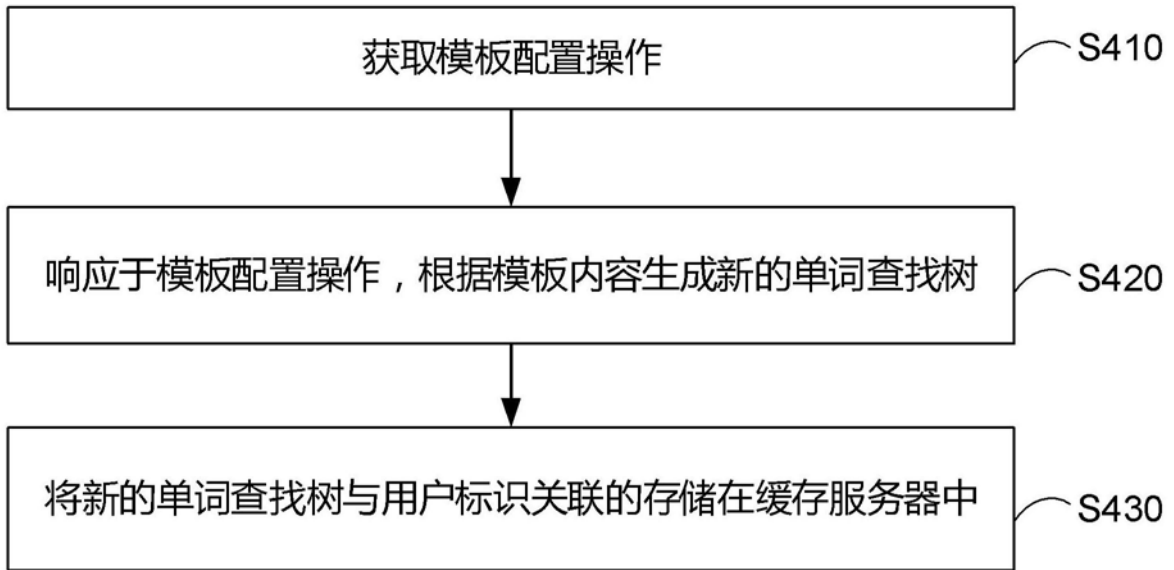 获取模板配置操作
S410
响应于模板配置操作，根据模板内容生成新的单词查找树
S420
将新的单词查找树与用户标识关联的存储在缓存服务器中
S430